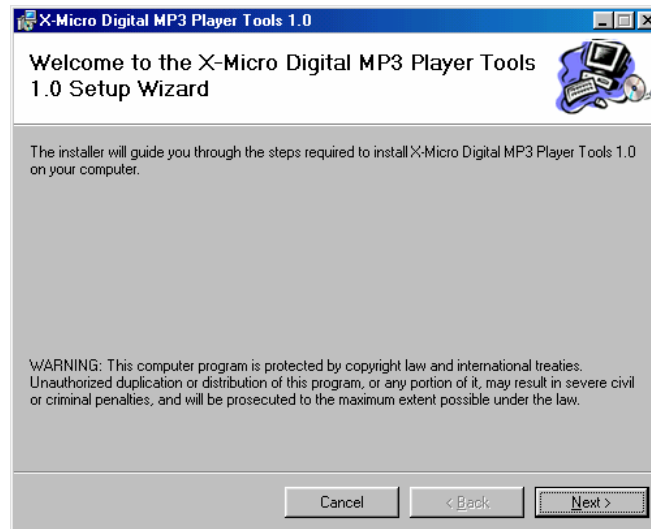 X-Micro Digital MP3 Player Tools 1.0
Welcome to the X-Micro Digital MP3 Player Tools
1.0 Setup Wizard
The installer will guide you through the steps required to install X-Micro Digital MP3 Player Tools 1.0
on your computer.
WARNING: This computer program is protected by copyright law and international treaties.
Unauthorized duplication or distribution of this program, or any portion of it, may result in severe civil
or criminal penalties, and will be prosecuted to the maximum extent possible under the law.
Cancel < Back Next >